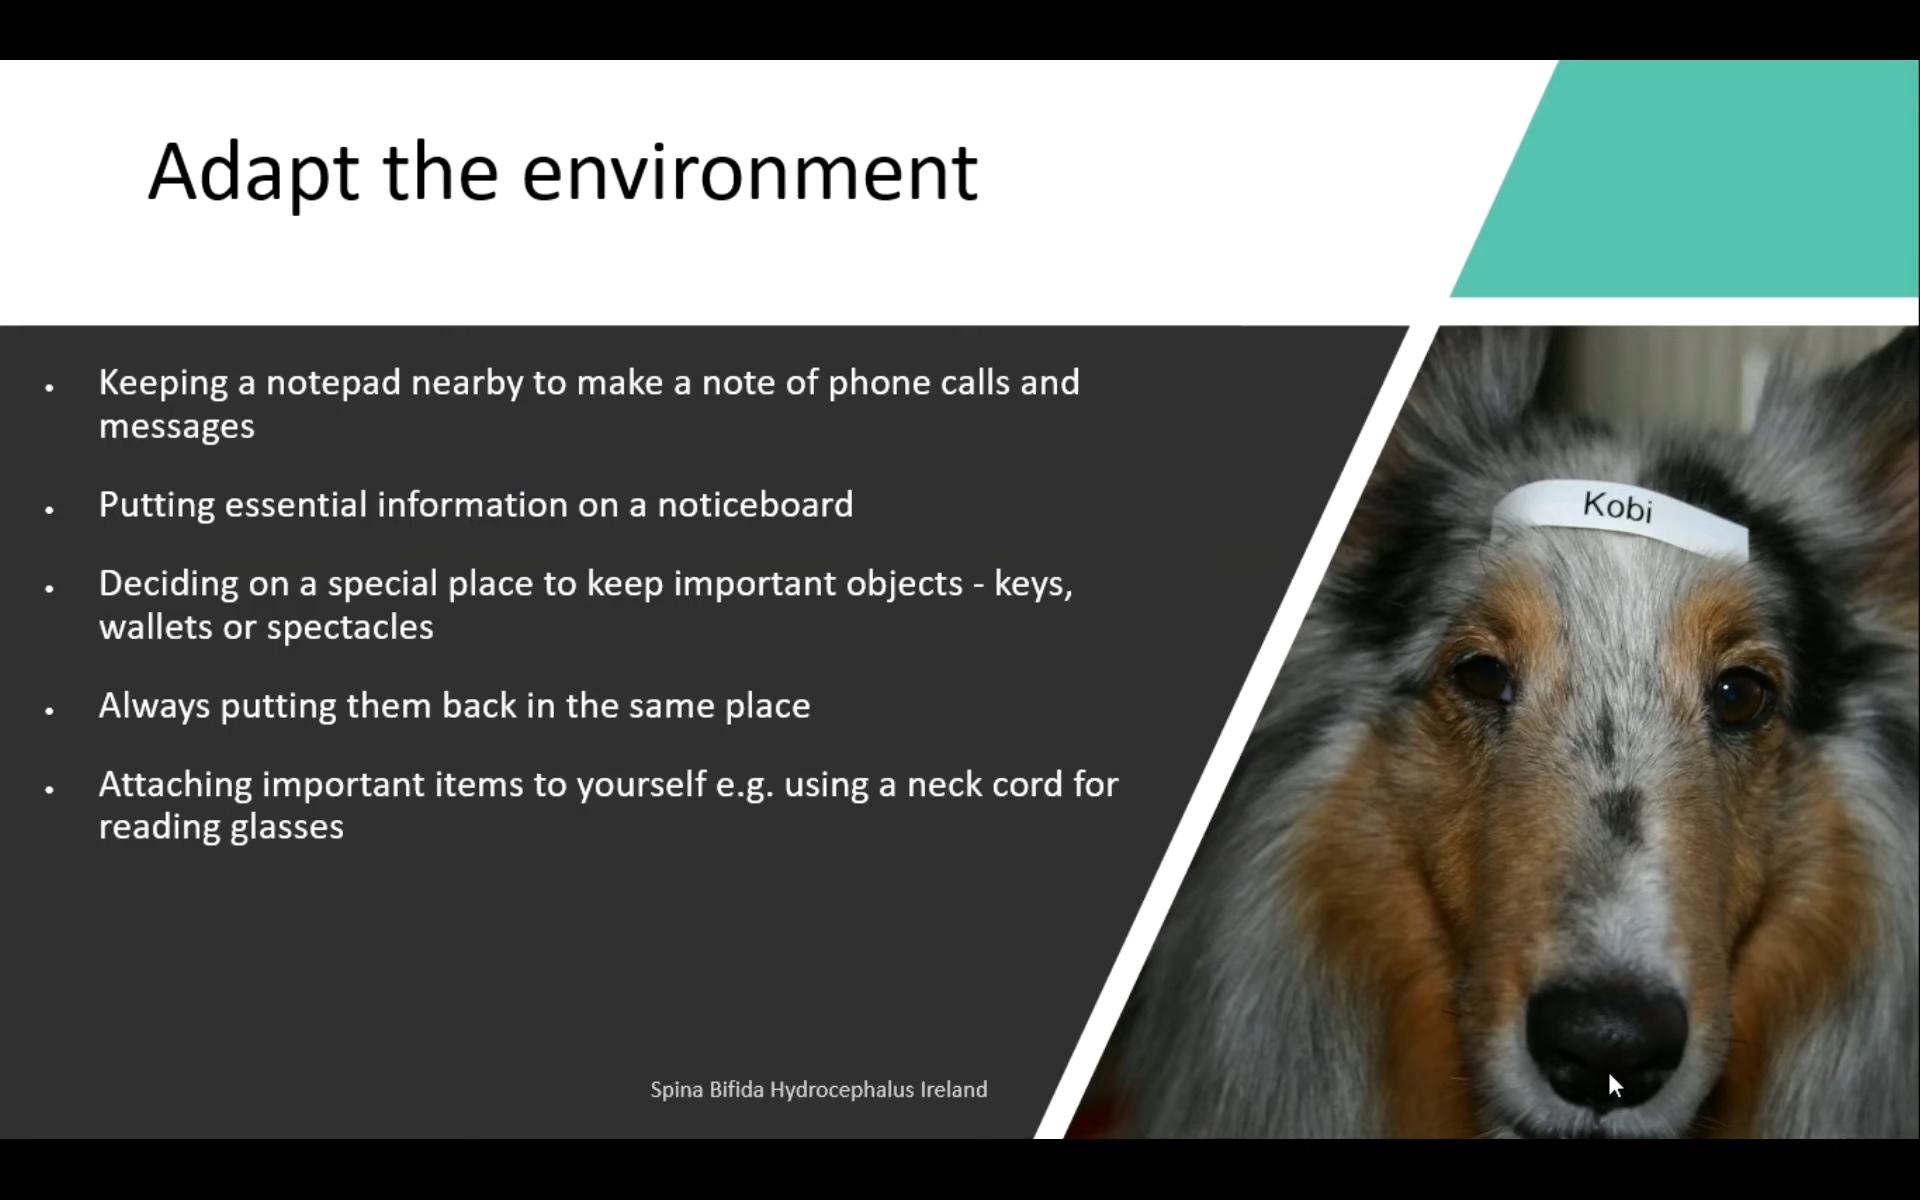 Adapt the environment
• Keeping a notepad nearby to make a note of phone calls and
messages
• Putting essential information on a noticeboard
• Deciding on a special place to keep important objects - keys,
wallets or spectacles
• Always putting them back in the same place
• Attaching important items to yourself e.g. using a neck cord for
reading glasses
Kobi
Spina Bifida Hydrocephalus Ireland